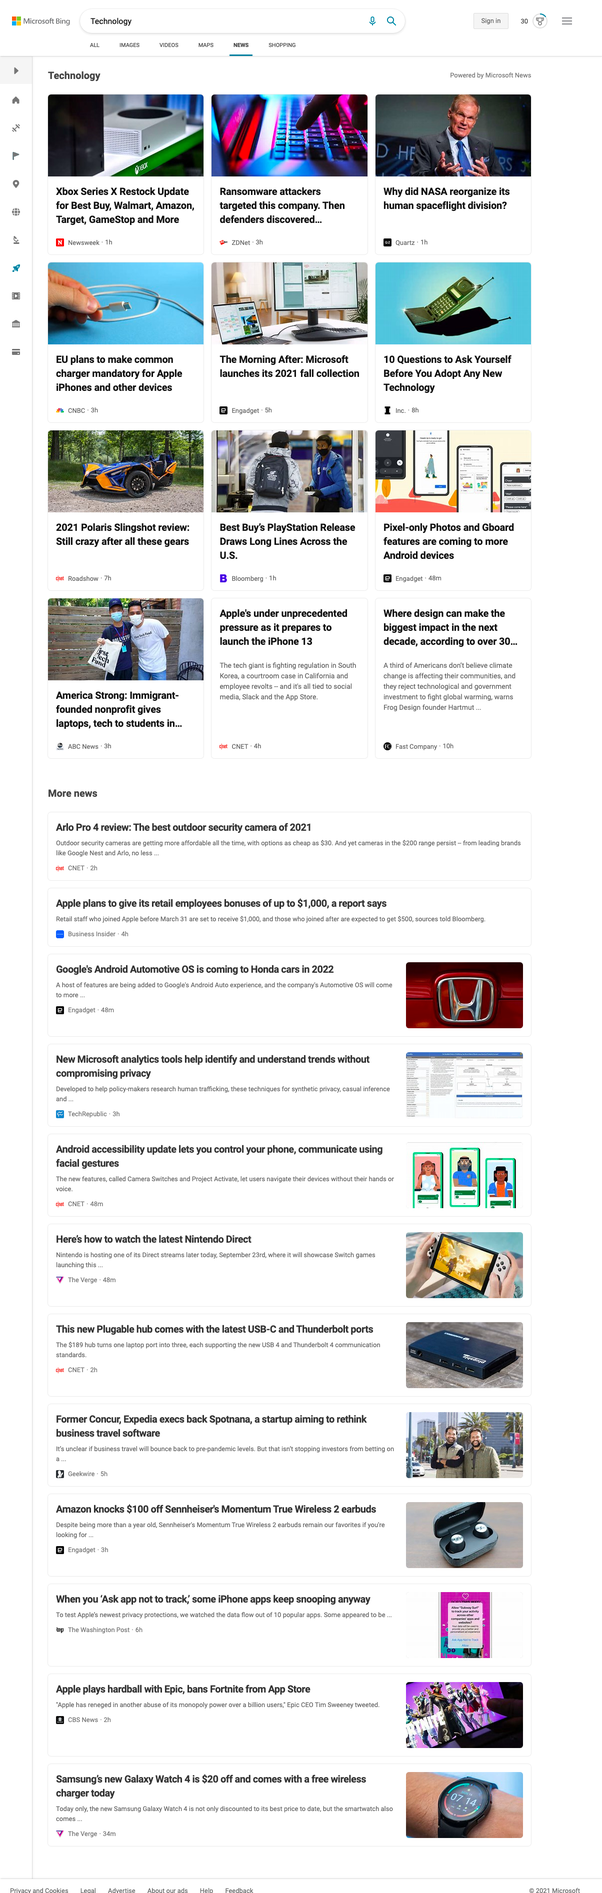 Microsoft Bing
Technology
Sign in
30
ALL IMAGES VIDEOS MAPS NEWS SHOPPING
Technology
Powered by Microsoft News
Xbox Series X Restock Update
for Best Buy, Walmart, Amazon,
Target, GameStop and More
Newsweek · 1h
Ransomware attackers
targeted this company. Then
defenders discovered...
ZDNet · 3h
Why did NASA reorganize its
human spaceflight division?
Quartz · 1h
EU plans to make common
charger mandatory for Apple
iPhones and other devices
CNBC · 3h
The Morning After: Microsoft
launches its 2021 fall collection
Engadget · 5h
10 Questions to Ask Yourself
Before You Adopt Any New
Technology
Inc. · 8h
2021 Polaris Slingshot review:
Still crazy after all these gears
Roadshow · 7h
Best Buy's PlayStation Release
Draws Long Lines Across the
U.S.
Bloomberg · 1h
Pixel-only Photos and Gboard
features are coming to more
Android devices
Engadget · 48m
America Strong: Immigrant-
founded nonprofit gives
laptops, tech to students in...
ABC News · 3h
Apple's under unprecedented
pressure as it prepares to
launch the iPhone 13
The tech giant is fighting regulation in South
Korea, a courtroom case in California and
employee revolts -- and it's all tied to social
media, Slack and the App Store.
CNET · 4h
Where design can make the
biggest impact in the next
decade, according to over 30...
A third of Americans don't believe climate
change is affecting their communities, and
they reject technological and government
investment to fight global warming, warns
Frog Design founder Hartmut ...
Fast Company · 10h
More news
Arlo Pro 4 review: The best outdoor security camera of 2021
Outdoor security cameras are getting more affordable all the time, with options as cheap as $30. And yet cameras in the $200 range persist -- from leading brands
like Google Nest and Arlo, no less ...
CNET · 2h
Apple plans to give its retail employees bonuses of up to $1,000, a report says
Retail staff who joined Apple before March 31 are set to receive $1,000, and those who joined after are expected to get $500, sources told Bloomberg.
Business Insider · 4h
Google's Android Automotive OS is coming to Honda cars in 2022
A host of features are being added to Google's Android Auto experience, and the company's Automotive OS will come
to more ...
Engadget · 48m
New Microsoft analytics tools help identify and understand trends without
compromising privacy
Developed to help policy-makers research human trafficking, these techniques for synthetic privacy, casual inference
and ...
TechRepublic · 3h
Android accessibility update lets you control your phone, communicate using
facial gestures
The new features, called Camera Switches and Project Activate, let users navigate their devices without their hands or
voice.
CNET · 48m
Here's how to watch the latest Nintendo Direct
Nintendo is hosting one of its Direct streams later today, September 23rd, where it will showcase Switch games
launching this ...
The Verge · 48m
This new Plugable hub comes with the latest USB-C and Thunderbolt ports
The $189 hub turns one laptop port into three, each supporting the new USB 4 and Thunderbolt 4 communication
standards.
CNET · 2h
Former Concur, Expedia execs back Spotnana, a startup aiming to rethink
business travel software
It's unclear if business travel will bounce back to pre-pandemic levels. But that isn't stopping investors from betting on
a ...
Geekwire · 5h
Amazon knocks $100 off Sennheiser's Momentum True Wireless 2 earbuds
Despite being more than a year old, Sennheiser's Momentum True Wireless 2 earbuds remain our favorites if you're
looking for ...
Engadget · 3h
When you 'Ask app not to track,' some iPhone apps keep snooping anyway
To test Apple's newest privacy protections, we watched the data flow out of 10 popular apps. Some appeared to be ...
The Washington Post · 6h
Apple plays hardball with Epic, bans Fortnite from App Store
"Apple has reneged in another abuse of its monopoly power over a billion users," Epic CEO Tim Sweeney tweeted.
CBS News · 2h
Samsung's new Galaxy Watch 4 is $20 off and comes with a free wireless
charger today
Today only, the new Samsung Galaxy Watch 4 is not only discounted to its best price to date, but the smartwatch also
comes ...
The Verge · 34m
Privacy and Cookies Legal Advertise About our ads Help Feedback
© 2021 Microsoft